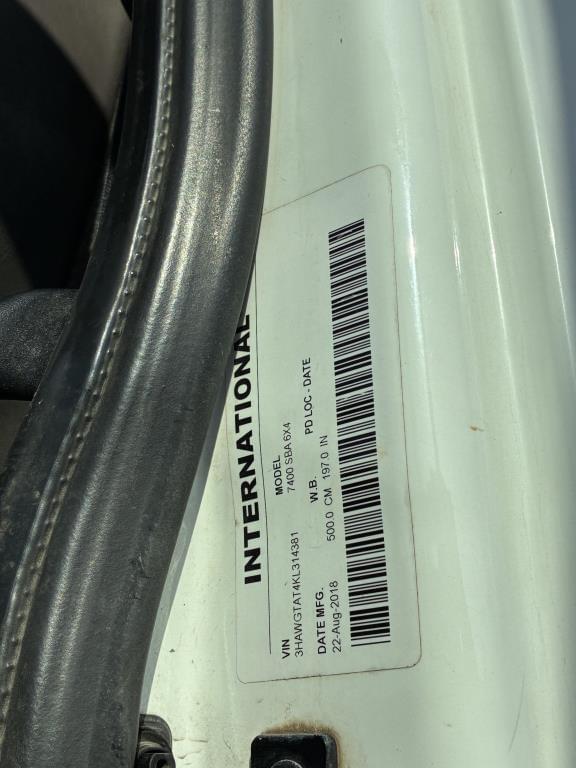 INTERNATIONAL
VIN MODEL
3HAWGTAT4KL314381 7400 SBA 6X4
DATE MFG. W.B. PD LOC - DATE
22-Aug-2018 500.0 CM 197.0 IN